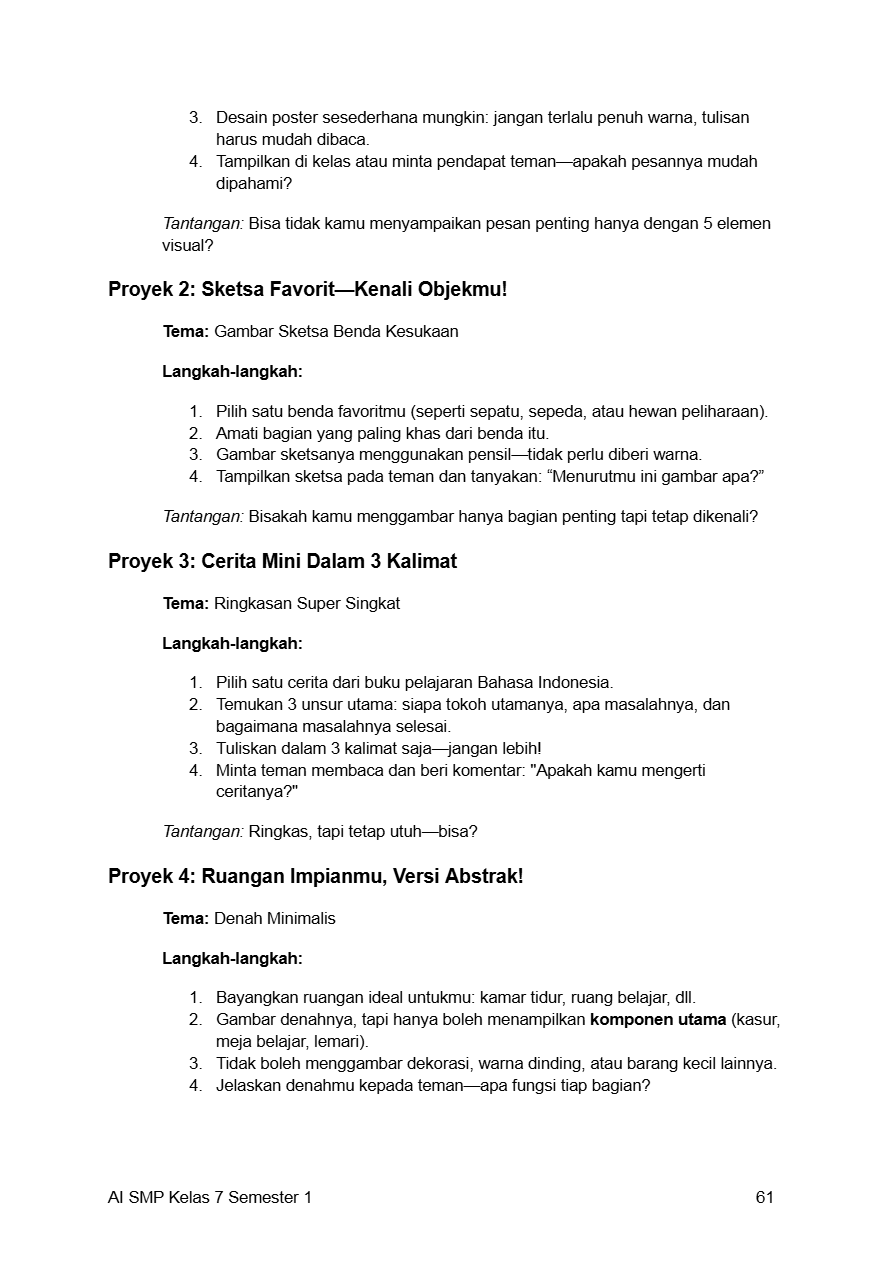 3. Desain poster sesederhana mungkin: jangan terlalu penuh warna, tulisan
harus mudah dibaca.
4. Tampilkan di kelas atau minta pendapat teman—apakah pesannya mudah
dipahami?
Tantangan: Bisa tidak kamu menyampaikan pesan penting hanya dengan 5 elemen
visual?
Proyek 2: Sketsa Favorit—Kenali Objekmu!
Tema: Gambar Sketsa Benda Kesukaan
Langkah-langkah:
1. Pilih satu benda favoritmu (seperti sepatu, sepeda, atau hewan peliharaan).
2. Amati bagian yang paling khas dari benda itu.
3. Gambar sketsanya menggunakan pensil—tidak perlu diberi warna.
4. Tampilkan sketsa pada teman dan tanyakan: “Menurutmu ini gambar apa?”
Tantangan: Bisakah kamu menggambar hanya bagian penting tapi tetap dikenali?
Proyek 3: Cerita Mini Dalam 3 Kalimat
Tema: Ringkasan Super Singkat
Langkah-langkah:
1. Pilih satu cerita dari buku pelajaran Bahasa Indonesia.
2. Temukan 3 unsur utama: siapa tokoh utamanya, apa masalahnya, dan
bagaimana masalahnya selesai.
3. Tuliskan dalam 3 kalimat saja—jangan lebih!
4. Minta teman membaca dan beri komentar: "Apakah kamu mengerti
ceritanya?"
Tantangan: Ringkas, tapi tetap utuh—bisa?
Proyek 4: Ruangan Impianmu, Versi Abstrak!
Tema: Denah Minimalis
Langkah-langkah:
1. Bayangkan ruangan ideal untukmu: kamar tidur, ruang belajar, dll.
2. Gambar denahnya, tapi hanya boleh menampilkan komponen utama (kasur,
meja belajar, lemari).
3. Tidak boleh menggambar dekorasi, warna dinding, atau barang kecil lainnya.
4. Jelaskan denahmu kepada teman—apa fungsi tiap bagian?
AI SMP Kelas 7 Semester 1 61